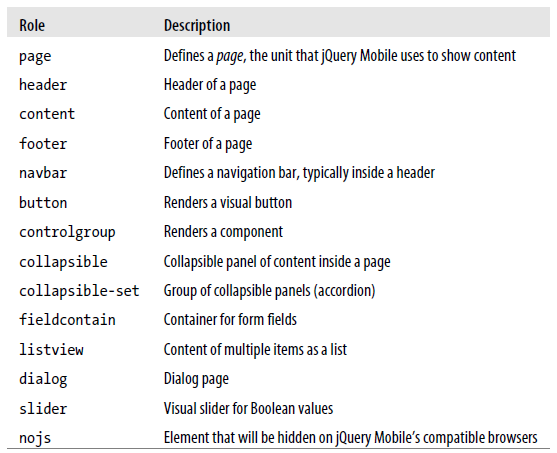 Role Description
page Defines a page, the unit that jQuery Mobile uses to show content
header Header of a page
content Content of a page
footer Footer of a page
navbar Defines a navigation bar, typically inside a header
button Renders a visual button
controlgroup Renders a component
collapsible Collapsible panel of content inside a page
collapsible-set Group of collapsible panels (accordion)
fieldcontain Container for form fields
listview Content of multiple items as a list
dialog Dialog page
slider Visual slider for Boolean values
nojs Element that will be hidden on jQuery Mobile's compatible browsers